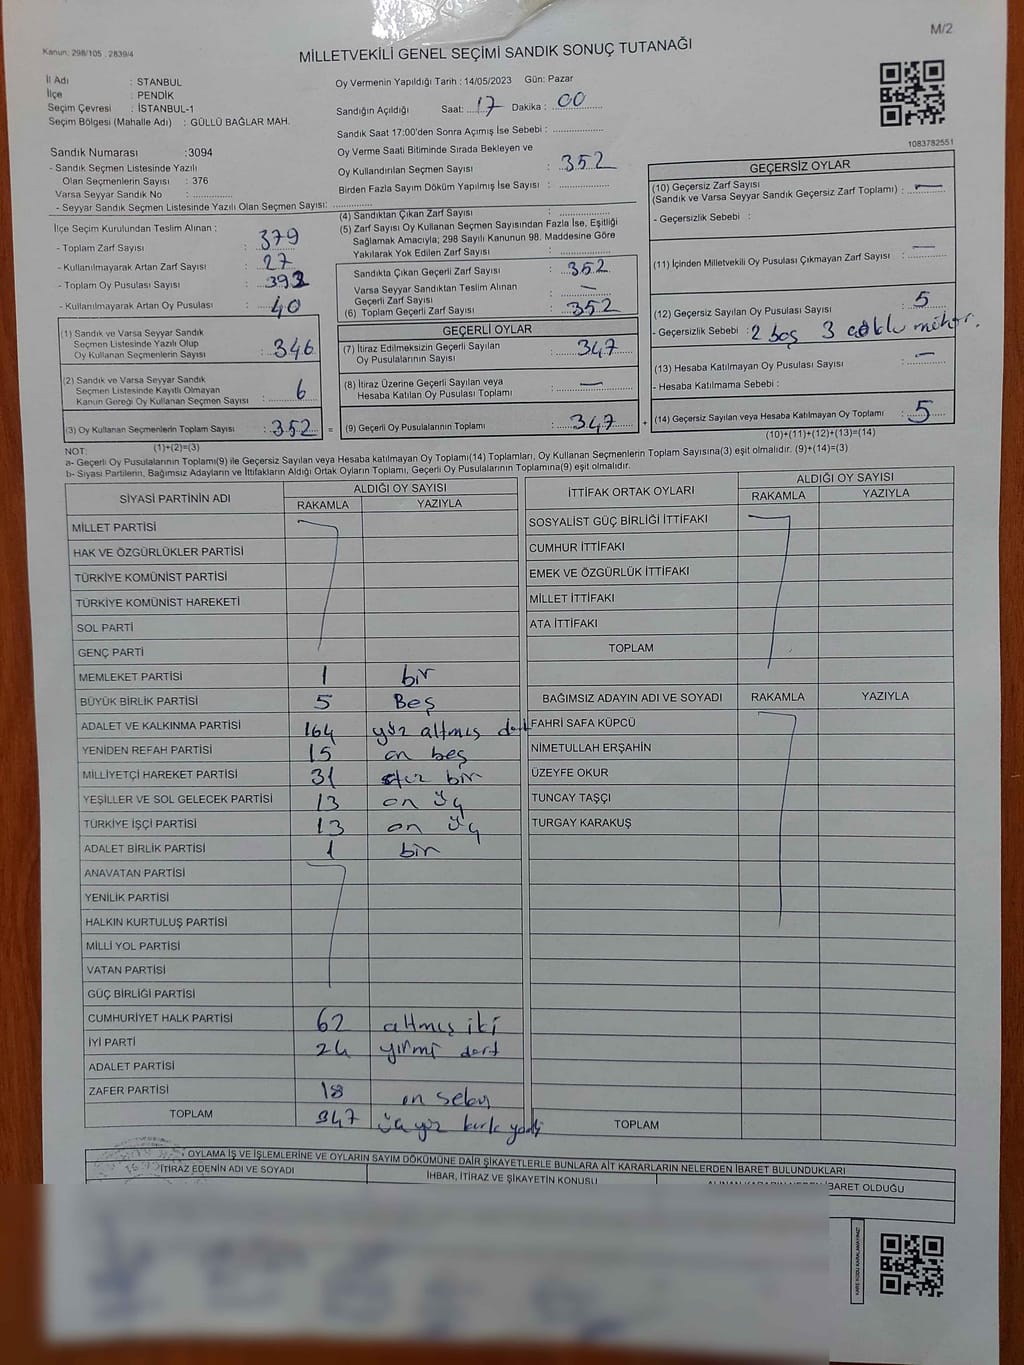 M/2
Kanun: 298/105 , 2839/4
MİLLETVEKİLİ GENEL SEÇİMİ SANDIK SONUÇ TUTANAĞI
İl Adı : STANBUL
İlçe : PENDİK
Seçim Çevresi : İSTANBUL-1
Seçim Bölgesi (Mahalle Adı) : GÜLLÜ BAĞLAR MAH.
Oy Vermenin Yapıldığı Tarih : 14/05/2023 Gün: Pazar
Sandığın Açıldığı Saat: 17 Dakika : 00
Sandık Saat 17:00'den Sonra Açımış İse Sebebi :
Oy Verme Saati Bitiminde Sırada Bekleyen ve
Oy Kullandırılan Seçmen Sayısı : 352
Birden Fazla Sayım Döküm Yapılmış İse Sayısı :
1083782551
Sandık Numarası :3094
- Sandık Seçmen Listesinde Yazılı
Olan Seçmenlerin Sayısı : 376
Varsa Seyyar Sandık No :
- Seyyar Sandık Seçmen Listesinde Yazılı Olan Seçmen Sayısı:
İlçe Seçim Kurulundan Teslim Alınan :
- Toplam Zarf Sayısı : 379
- Kullanılmayarak Artan Zarf Sayısı : 27
- Toplam Oy Pusulası Sayısı : 392
- Kullanılmayarak Artan Oy Pusulası : 40
(1) Sandık ve Varsa Seyyar Sandık
Seçmen Listesinde Yazılı Olup
Oy Kullanan Seçmenlerin Sayısı : 346
(2) Sandık ve Varsa Seyyar Sandık
Seçmen Listesinde Kayıtlı Olmayan
Kanun Gereği Oy Kullanan Seçmen Sayısı : 6
(3) Oy Kullanan Seçmenlerin Toplam Sayısı : 352 =
(1)+(2)=(3)
(4) Sandıktan Çıkan Zarf Sayısı :
(5) Zarf Sayısı Oy Kullanan Seçmen Sayısından Fazla İse, Eşitliği
Sağlamak Amacıyla; 298 Sayılı Kanunun 98. Maddesine Göre
Yakılarak Yok Edilen Zarf Sayısı :
Sandıkta Çıkan Geçerli Zarf Sayısı : 352
Varsa Seyyar Sandıktan Teslim Alınan
Geçerli Zarf Sayısı : —
(6) Toplam Geçerli Zarf Sayısı : 352
GEÇERLİ OYLAR
(7) İtiraz Edilmeksizin Geçerli Sayılan
Oy Pusulalarının Sayısı : 347
(8) İtiraz Üzerine Geçerli Sayılan veya
Hesaba Katılan Oy Pusulası Toplamı : —
(9) Geçerli Oy Pusulalarının Toplamı : 347 +
GEÇERSİZ OYLAR
(10) Geçersiz Zarf Sayısı
(Sandık ve Varsa Seyyar Sandık Geçersiz Zarf Toplamı) : —
- Geçersizlik Sebebi :
(11) İçinden Milletvekili Oy Pusulası Çıkmayan Zarf Sayısı : —
(12) Geçersiz Sayılan Oy Pusulası Sayısı : 5
- Geçersizlik Sebebi : 2 boş 3
(13) Hesaba Katılmayan Oy Pusulası Sayısı : —
- Hesaba Katılmama Sebebi :
(14) Geçersiz Sayılan veya Hesaba Katılmayan Oy Toplamı : 5
(10)+(11)+(12)+(13)=(14)
NOT:
a- Geçerli Oy Pusulalarının Toplamı(9) ile Geçersiz Sayılan veya Hesaba Katılmayan Oy Toplamı(14) Toplamları, Oy Kullanan Seçmenlerin Toplam Sayısına(3) eşit olmalıdır. (9)+(14)=(3)
b- Siyasi Partilerin, Bağımsız Adayların ve İttifakların Aldığı Ortak Oyların Toplamı, Geçerli Oy Pusulalarının Toplamına(9) eşit olmalıdır.
SİYASİ PARTİNİN ADI ALDIĞI OY SAYISI
RAKAMLA YAZIYLA
MİLLET PARTİSİ
HAK VE ÖZGÜRLÜKLER PARTİSİ
TÜRKİYE KOMÜNİST PARTİSİ
TÜRKİYE KOMÜNİST HAREKETİ
SOL PARTİ
GENÇ PARTİ
MEMLEKET PARTİSİ 1 bir
BÜYÜK BİRLİK PARTİSİ 5 Beş
ADALET VE KALKINMA PARTİSİ 164 yüz altmış dört
YENİDEN REFAH PARTİSİ 15 on beş
MİLLİYETÇİ HAREKET PARTİSİ 31 otuz bir
YEŞİLLER VE SOL GELECEK PARTİSİ 13 on üç
TÜRKİYE İŞÇİ PARTİSİ 13 on üç
ADALET BİRLİK PARTİSİ 1 bir
ANAVATAN PARTİSİ
YENİLİK PARTİSİ
HALKIN KURTULUŞ PARTİSİ
MİLLİ YOL PARTİSİ
VATAN PARTİSİ
GÜÇ BİRLİĞİ PARTİSİ
CUMHURİYET HALK PARTİSİ 62 altmış iki
İYİ PARTİ 24 yirmi dört
ADALET PARTİSİ
ZAFER PARTİSİ 18 on sekiz
TOPLAM 347 üç yüz kırk yedi
İTTİFAK ORTAK OYLARI ALDIĞI OY SAYISI
RAKAMLA YAZIYLA
SOSYALİST GÜÇ BİRLİĞİ İTTİFAKI
CUMHUR İTTİFAKI
EMEK VE ÖZGÜRLÜK İTTİFAKI
MİLLET İTTİFAKI
ATA İTTİFAKI
TOPLAM
BAĞIMSIZ ADAYIN ADI VE SOYADI RAKAMLA YAZIYLA
FAHRİ SAFA KÜPCÜ
NİMETULLAH ERŞAHİN
ÜZEYFE OKUR
TUNCAY TAŞÇI
TURGAY KARAKUŞ
TOPLAM
OYLAMA İŞ VE İŞLEMLERİNE VE OYLARIN SAYIM DÖKÜMÜNE DAİR ŞİKAYETLERLE BUNLARA AİT KARARLARIN NELERDEN İBARET BULUNDUKLARI
İTİRAZ EDENİN ADI VE SOYADI İHBAR, İTİRAZ VE ŞİKAYETİN KONUSU ALINAN KARARIN NEDEN İBARET OLDUĞU
KARE KODU KARALAMAYINIZ!